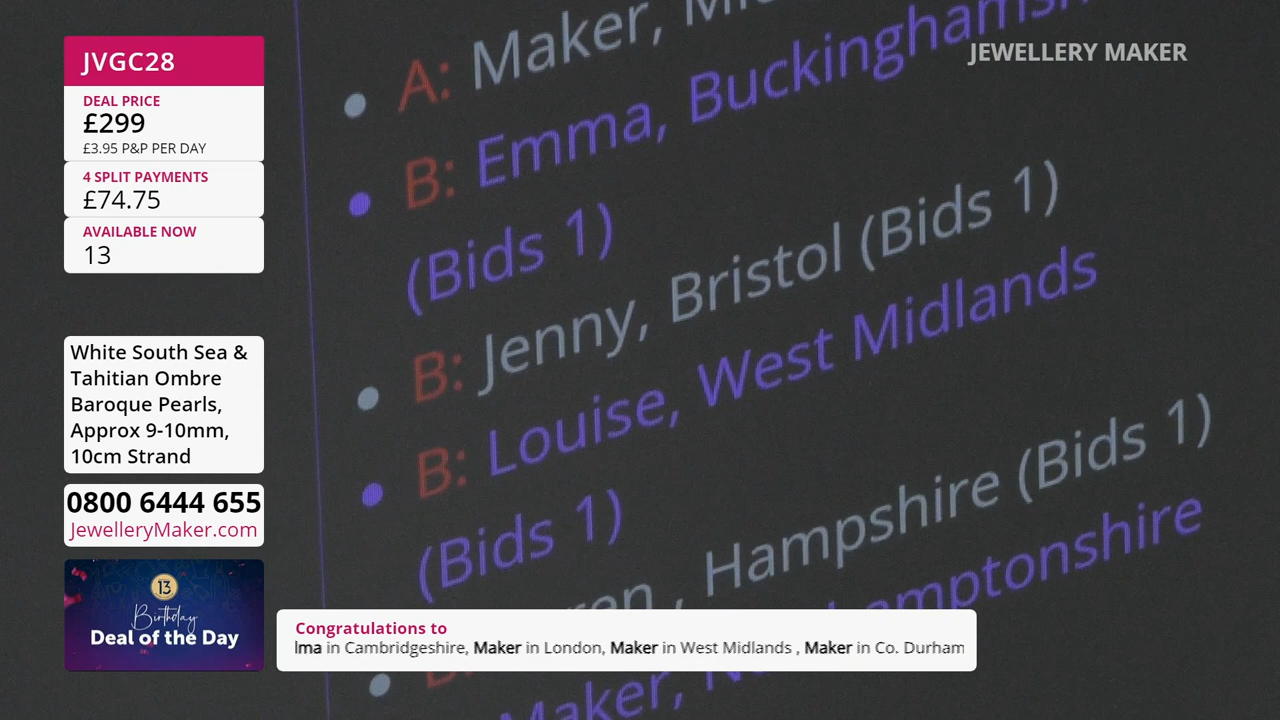 JVGC28
DEAL PRICE
£299
£3.95 P&P PER DAY
4 SPLIT PAYMENTS
£74.75
AVAILABLE NOW
13
White South Sea &
Tahitian Ombre
Baroque Pearls,
Approx 9-10mm,
10cm Strand
0800 6444 655
JewelleryMaker.com
13
Birthday
Deal of the Day
JEWELLERY MAKER
A: Maker,
B: Emma,
(Bids 1)
B: Jenny, Bristol (Bids 1)
B: Louise, West Midlands
(Bids 1)
Hampshire (Bids 1)
Maker,
Congratulations to
in Cambridgeshire, Maker in London, Maker in West Midlands , Maker in Co. Durham